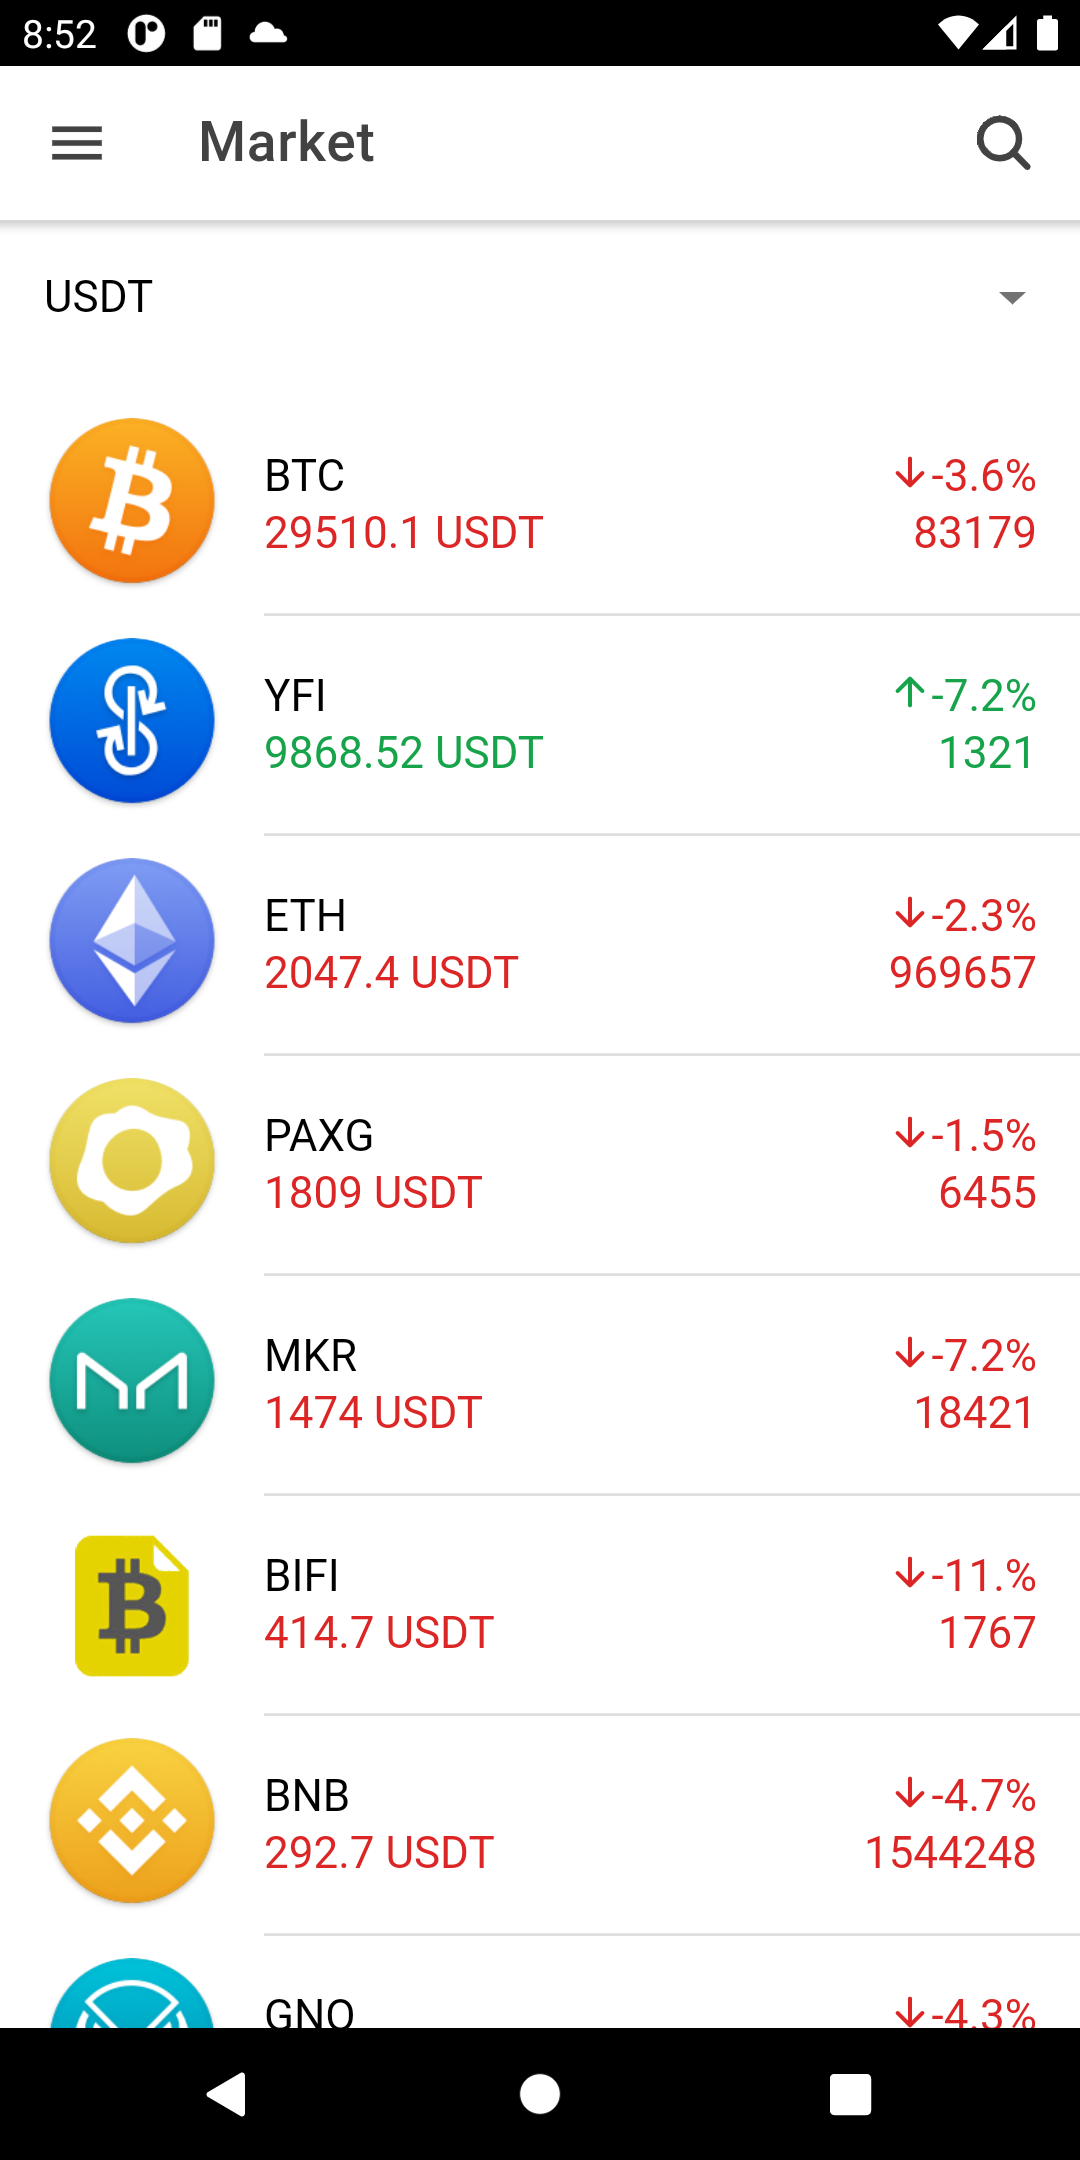 8:52
Market
USDT
BTC
↓-3.6%
29510.1 USDT
83179
YFI
↑-7.2%
9868.52 USDT
1321
ETH
↓-2.3%
2047.4 USDT
969657
PAXG
↓-1.5%
1809 USDT
6455
MKR
↓-7.2%
1474 USDT
18421
BIFI
↓-11.%
414.7 USDT
1767
BNB
↓-4.7%
292.7 USDT
1544248
GNO
↓-4.3%